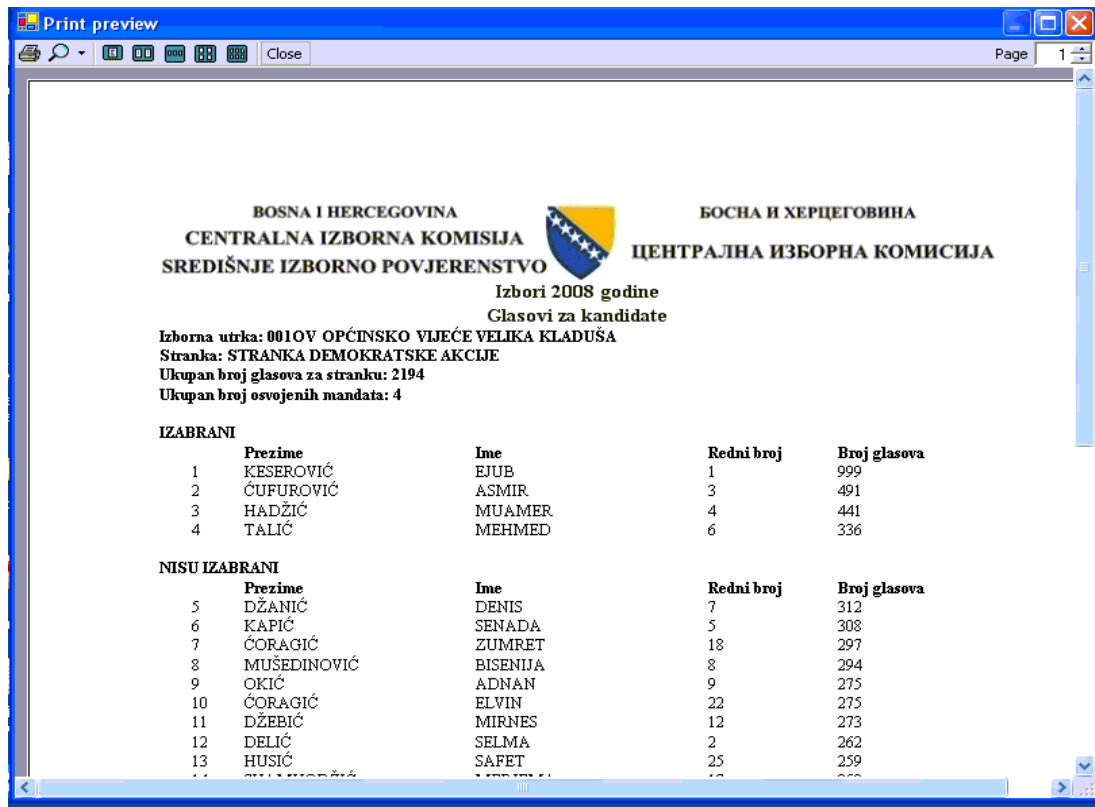 Print preview
Close
Page 1
BOSNA I HERCEGOVINA
CENTRALNA IZBORNA KOMISIJA
SREDIŠNJE IZBORNO POVJERENSTVO
БОСНА И ХЕРЦЕГОВИНА
ЦЕНТРАЛНА ИЗБОРНА КОМИСИЈА
Izbori 2008 godine
Glasovi za kandidate
Izborna utrka: 001OV OPĆINSKO VIJEĆE VELIKA KLADUŠA
Stranka: STRANKA DEMOKRATSKE AKCIJE
Ukupan broj glasova za stranku: 2194
Ukupan broj osvojenih mandata: 4
IZABRANI
Prezime Ime Redni broj Broj glasova
1 KESEROVIĆ EJUB 1 999
2 ĆUFUROVIĆ ASMIR 3 491
3 HADŽIĆ MUAMER 4 441
4 TALIĆ MEHMED 6 336
NISU IZABRANI
Prezime Ime Redni broj Broj glasova
5 DŽANIĆ DENIS 7 312
6 KAPIĆ SENADA 5 308
7 ĆORAGIĆ ZUMRET 18 297
8 MUŠEDINOVIĆ BISENIJA 8 294
9 OKIĆ ADNAN 9 275
10 ĆORAGIĆ ELVIN 22 275
11 DŽEBIĆ MIRNES 12 273
12 DELIĆ SELMA 2 262
13 HUSIĆ SAFET 25 259